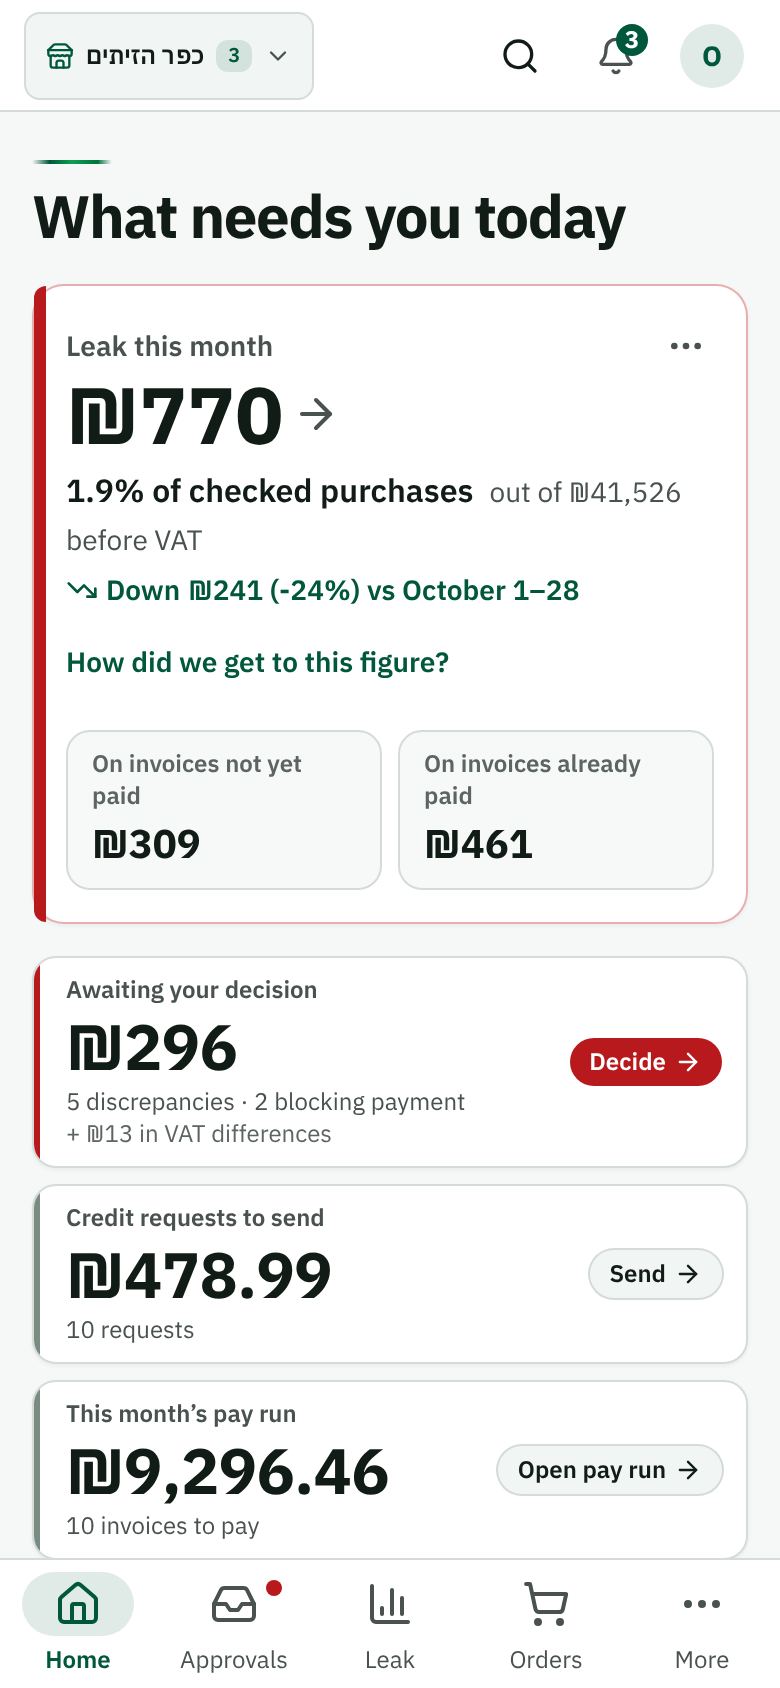 כפר הזיתים 3
3
O
What needs you today
Leak this month
₪770
1.9% of checked purchases out of ₪41,526
before VAT
Down ₪241 (-24%) vs October 1–28
How did we get to this figure?
On invoices not yet
paid
₪309
On invoices already
paid
₪461
Awaiting your decision
₪296
Decide
5 discrepancies · 2 blocking payment
+ ₪13 in VAT differences
Credit requests to send
₪478.99
Send
10 requests
This month’s pay run
₪9,296.46
Open pay run
10 invoices to pay
Home
Approvals
Leak
Orders
More